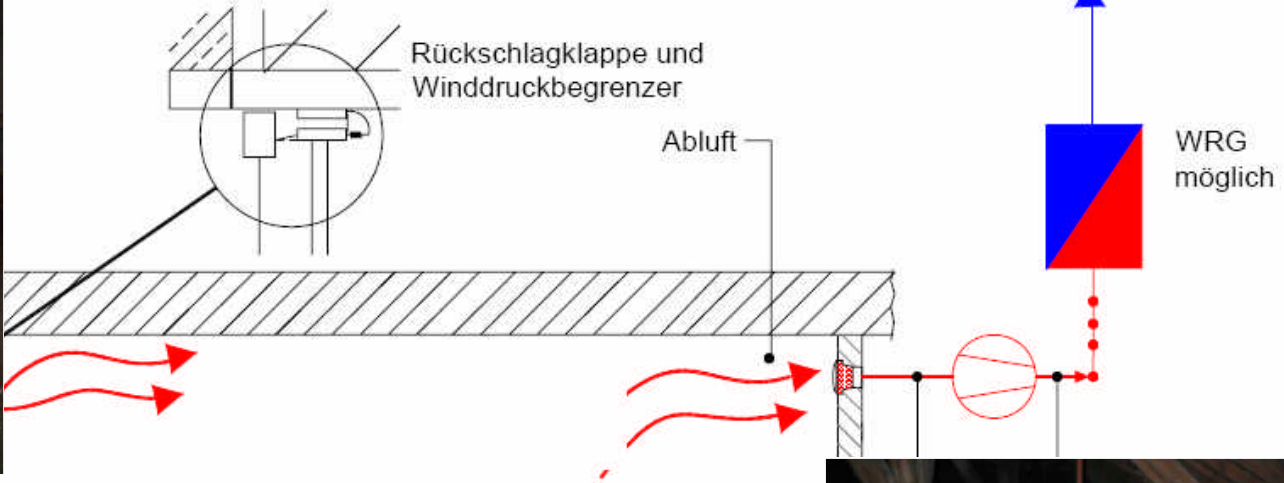 Rückschlagklappe und
Winddruckbegrenzer
Abluft
WRG
möglich